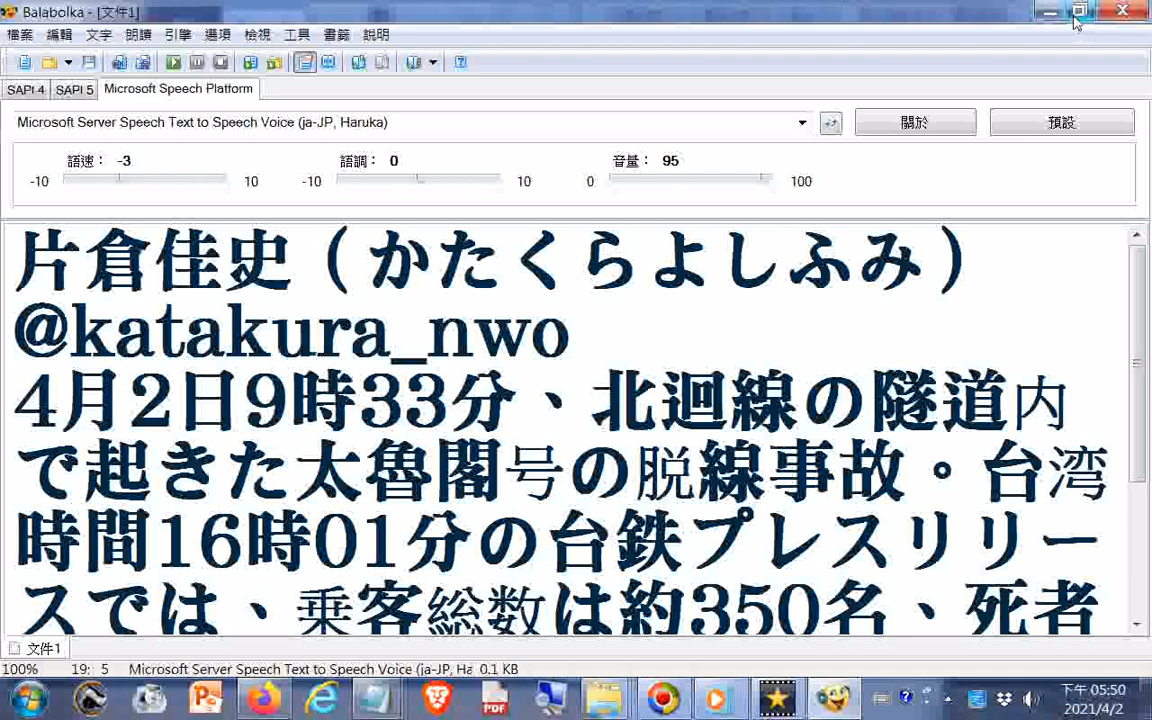 Balabolka - [文件1]
檔案 編輯 文字 朗讀 引擎 選項 檢視 工具 書籤 說明
SAPI 4 SAPI 5 Microsoft Speech Platform
Microsoft Server Speech Text to Speech Voice (ja-JP, Haruka) 關於 預設
語速： -3 語調： 0 音量： 95
-10 10 -10 10 0 100
片倉佳史（かたくらよしふみ）
@katakura_nwo
4月2日9時33分、北迴線の隧道内
で起きた太魯閣号の脱線事故。台湾
時間16時01分の台鉄プレスリリー
スでは、乗客総数は約350名、死者
文件1
100% 19: 5 Microsoft Server Speech Text to Speech Voice (ja-JP, Ha 0.1 KB
PDF
下午 05:50
2021/4/2